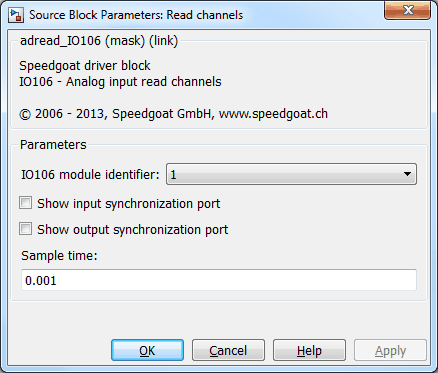 Source Block Parameters: Read channels
adread_IO106 (mask) (link)
Speedgoat driver block
IO106 - Analog input read channels
© 2006 - 2013, Speedgoat GmbH, www.speedgoat.ch
Parameters
IO106 module identifier: 1
Show input synchronization port
Show output synchronization port
Sample time:
0.001
OK Cancel Help Apply